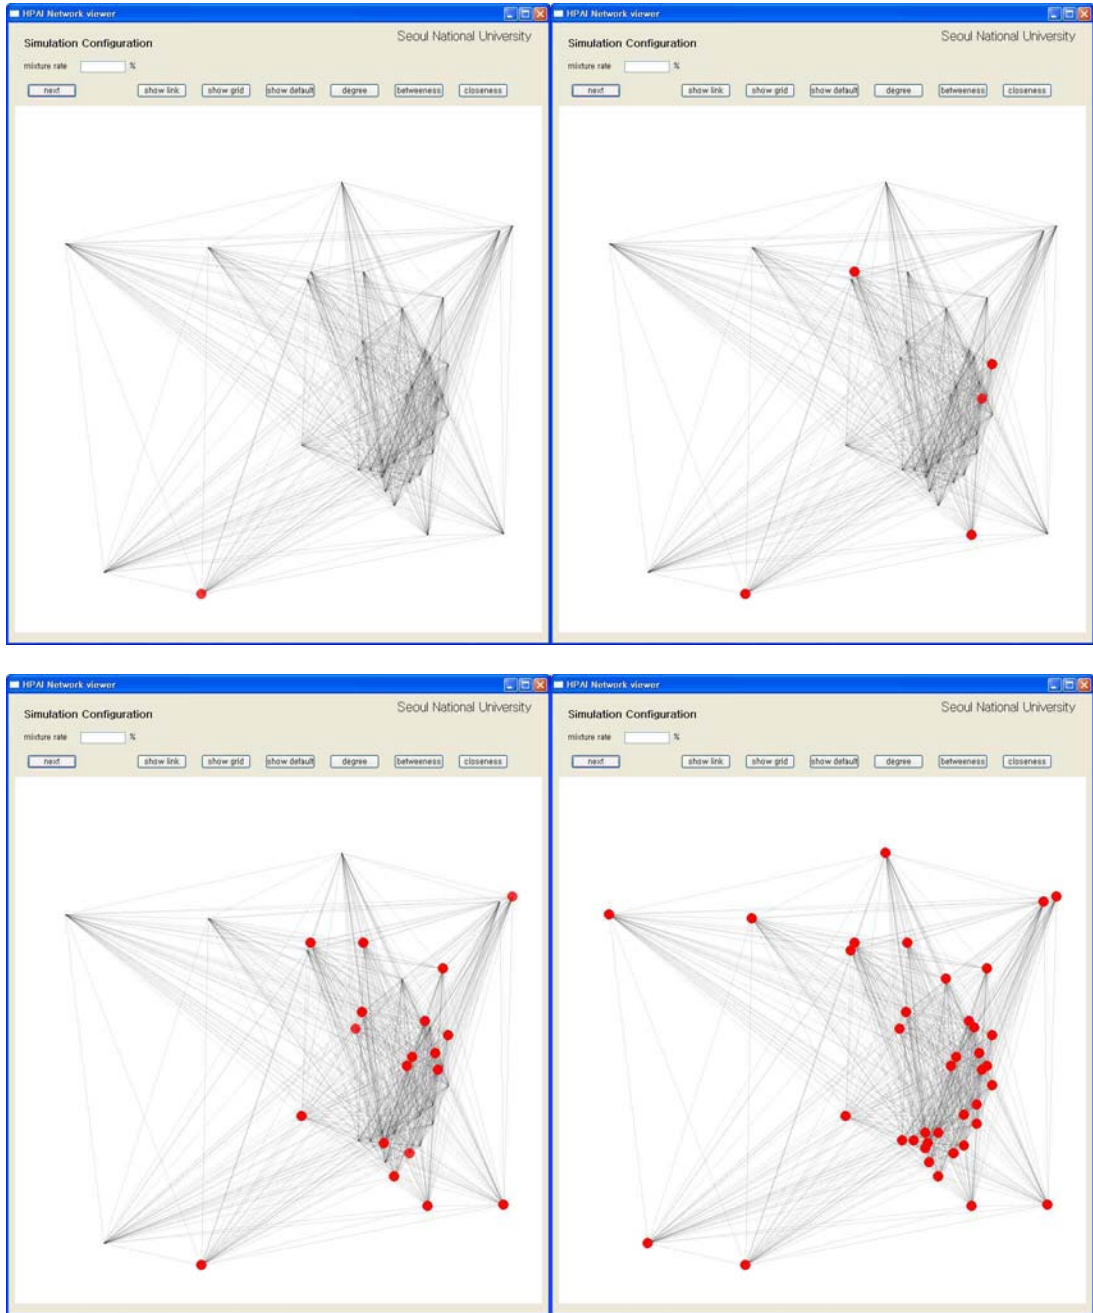 HPAI Network viewer
Seoul National University
Simulation Configuration
mixture rate %
next show link show grid show default degree betweeness closeness
HPAI Network viewer
Seoul National University
Simulation Configuration
mixture rate %
next show link show grid show default degree betweeness closeness
HPAI Network viewer
Seoul National University
Simulation Configuration
mixture rate %
next show link show grid show default degree betweeness closeness
HPAI Network viewer
Seoul National University
Simulation Configuration
mixture rate %
next show link show grid show default degree betweeness closeness